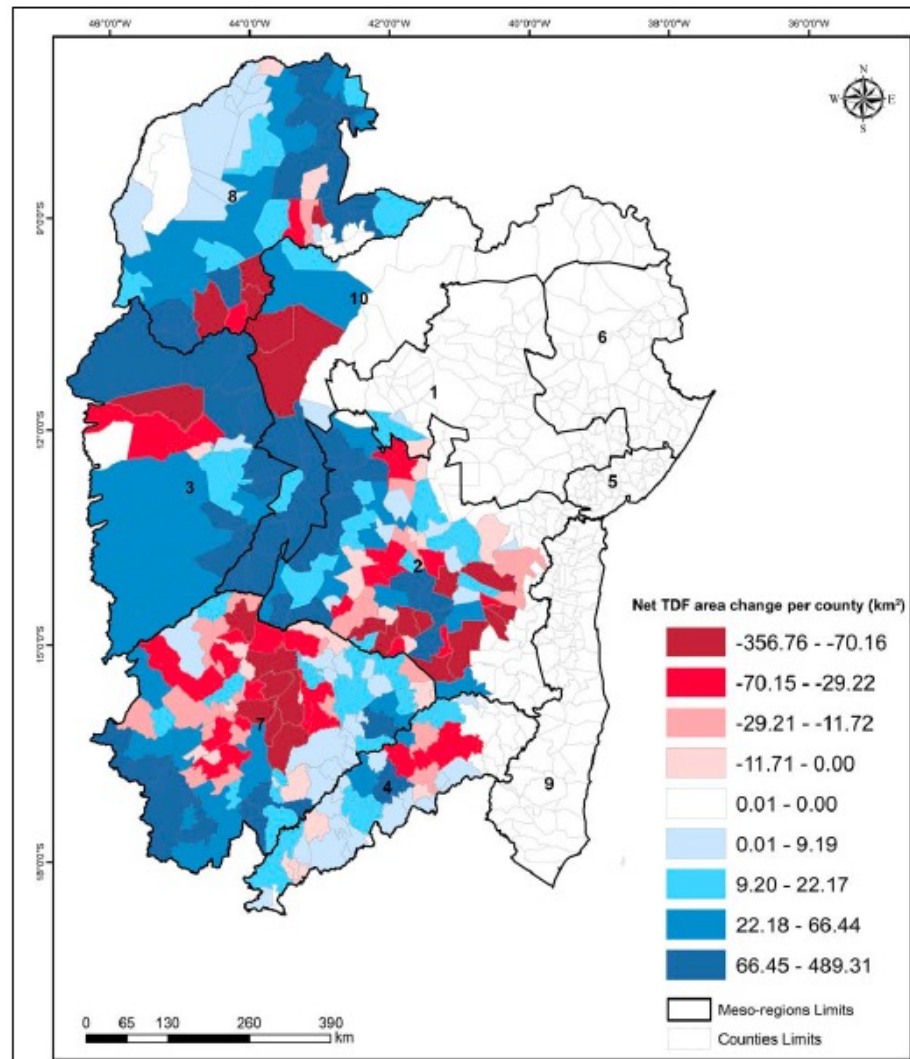 46°0'0"W 44°0'0"W 42°0'0"W 40°0'0"W 38°0'0"W 36°0'0"W
N
W E
S
8
9°0'0"S
10
6
1
12°0'0"S
5
3
2
Net TDF area change per county (km²)
-356.76 - -70.16
15°0'0"S
-70.15 - -29.22
7
-29.21 - -11.72
4
9
-11.71 - 0.00
0.01 - 0.00
18°0'0"S
0.01 - 9.19
9.20 - 22.17
22.18 - 66.44
66.45 - 489.31
Meso-regions Limits
0 65 130 260 390
km
Counties Limits